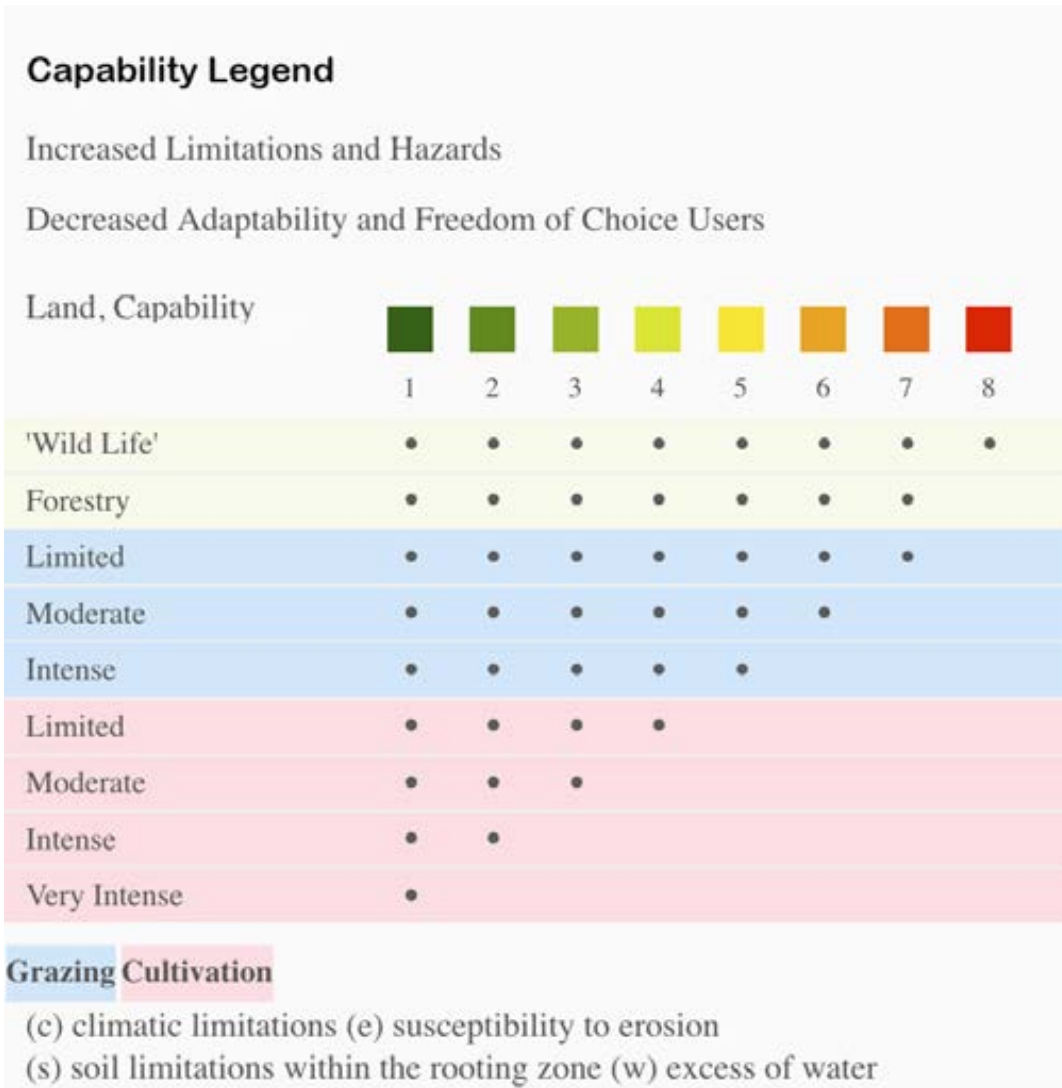 Capability Legend
Increased Limitations and Hazards
Decreased Adaptability and Freedom of Choice Users
Land, Capability
1 2 3 4 5 6 7 8
'Wild Life' • • • • • • • •
Forestry • • • • • • •
Limited • • • • • • •
Moderate • • • • • •
Intense • • • • •
Limited • • • •
Moderate • • •
Intense • •
Very Intense •
Grazing Cultivation
(c) climatic limitations (e) susceptibility to erosion
(s) soil limitations within the rooting zone (w) excess of water